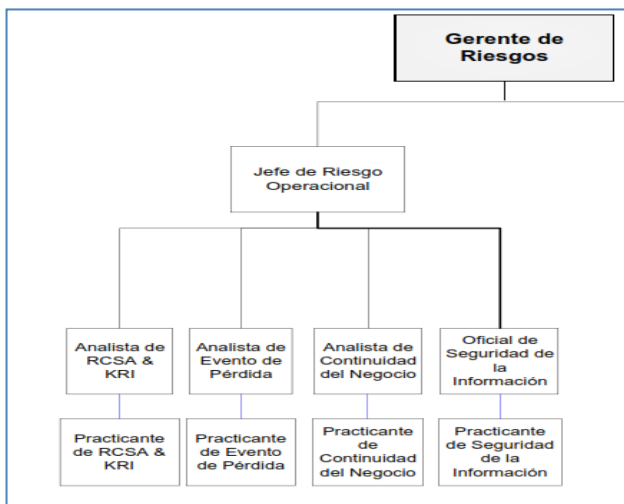 Gerente de
Riesgos
Jefe de Riesgo
Operacional
Analista de
RCSA &
KRI
Analista de
Evento de
Pérdida
Analista de
Continuidad
del Negocio
Oficial de
Seguridad de
la
Información
Practicante
de RCSA &
KRI
Practicante
de Evento
de Pérdida
Practicante
de
Continuidad
del Negocio
Practicante
de Seguridad
de la
Información